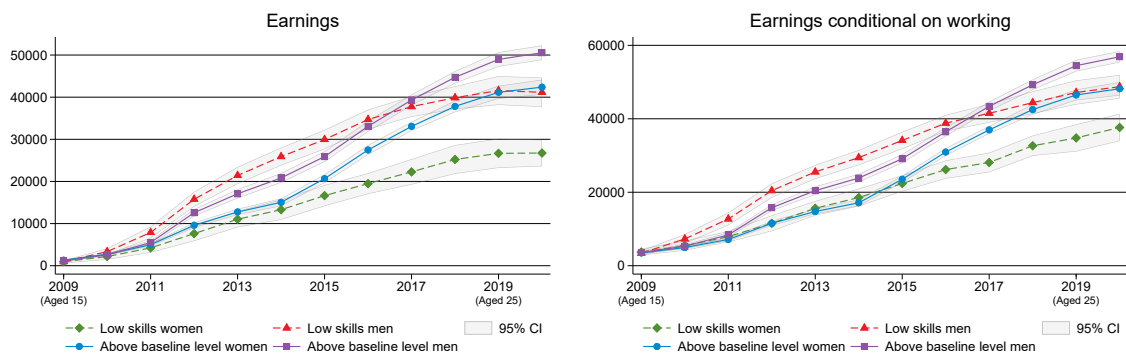 Earnings
50000
40000
30000
20000
10000
0
2009 2011 2013 2015 2017 2019
(Aged 15) (Aged 25)
Low skills women Low skills men 95% CI
Above baseline level women Above baseline level men
Earnings conditional on working
60000
40000
20000
0
2009 2011 2013 2015 2017 2019
(Aged 15) (Aged 25)
Low skills women Low skills men 95% CI
Above baseline level women Above baseline level men